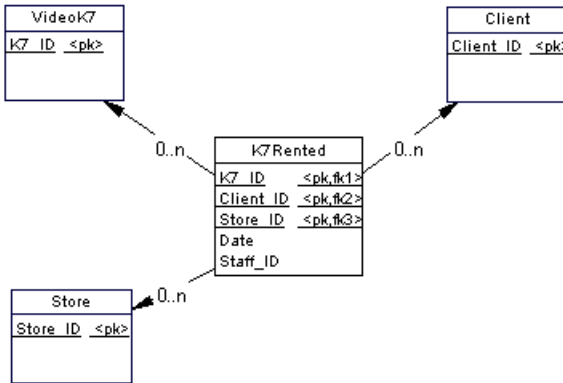 VideoK7
K7_ID <pk>
Client
Client_ID <pk>
0..n
0..n
K7Rented
K7_ID <pk,fk1>
Client_ID <pk,fk2>
Store_ID <pk,fk3>
Date
Staff_ID
0..n
Store
Store_ID <pk>